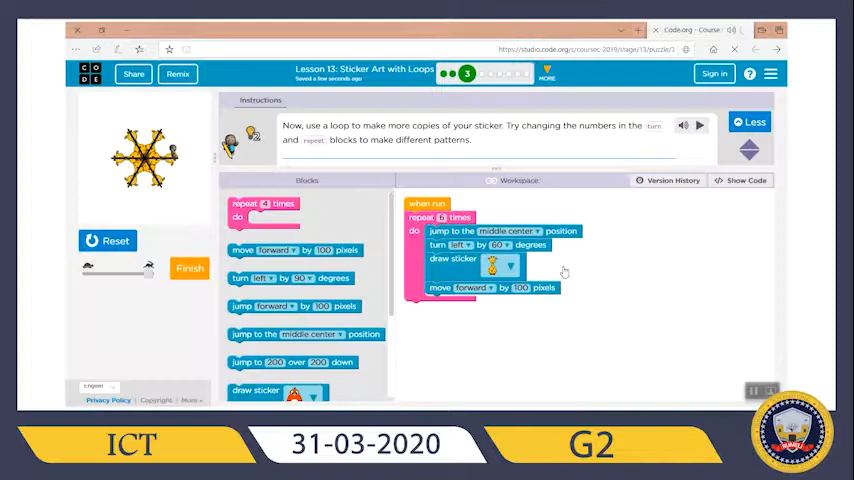 Code.org - Course
https://studio.code.org/s/coursec-2019/stage/13/puzzle/3
C O
D E
Share
Remix
Lesson 13: Sticker Art with Loops
Saved a few seconds ago
3
MORE
Sign in
?
Instructions
2
Now, use a loop to make more copies of your sticker. Try changing the numbers in the turn
and repeat blocks to make different patterns.
Less
Blocks
Workspace:
Version History
</> Show Code
Reset
Finish
repeat 4 times
do
move forward by 100 pixels
turn left by 90 degrees
jump forward by 100 pixels
jump to the middle center position
jump to 200 over 200 down
draw sticker
when run
repeat 6 times
do
jump to the middle center position
turn left by 60 degrees
draw sticker
move forward by 100 pixels
English
Privacy Policy | Copyright | More
ICT
31-03-2020
G2